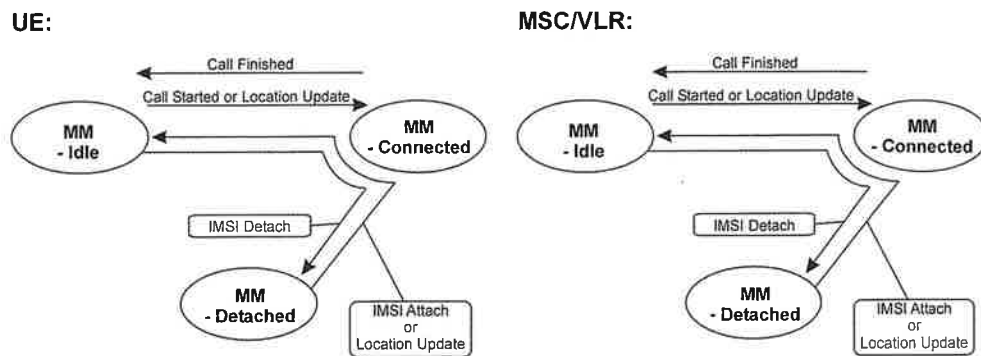 UE:
Call Finished
Call Started or Location Update
MM
- Idle
MM
- Connected
IMSI Detach
MM
- Detached
IMSI Attach
or
Location Update
MSC/VLR:
Call Finished
Call Started or Location Update
MM
- Idle
MM
- Connected
IMSI Detach
MM
- Detached
IMSI Attach
or
Location Update